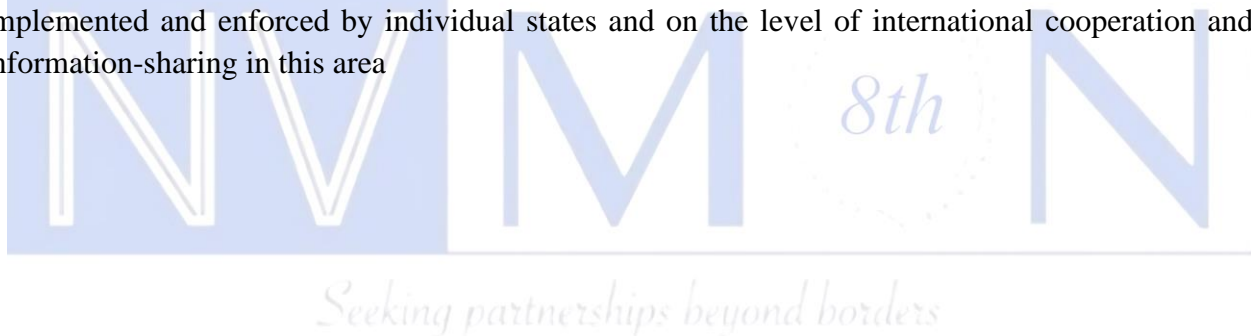 mplemented and enforced by individual states and on the level of international cooperation and
nformation-sharing in this area
NVM N
8th
Seeking partnerships beyond borders